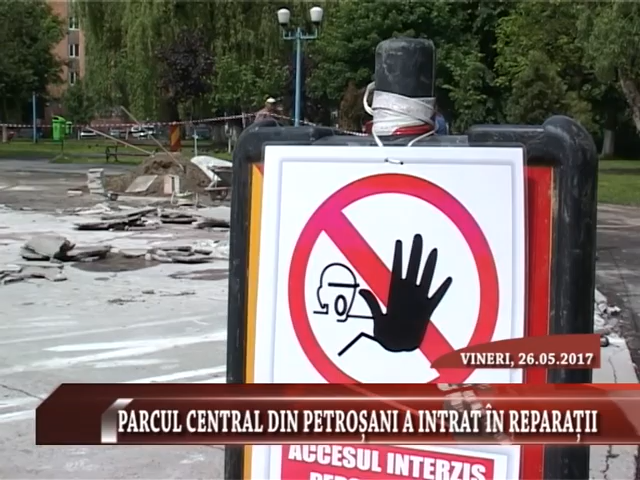 VINERI, 26.05.2017
PARCUL CENTRAL DIN PETROȘANI A INTRAT ÎN REPARAȚII
ACCESUL INTERZIS